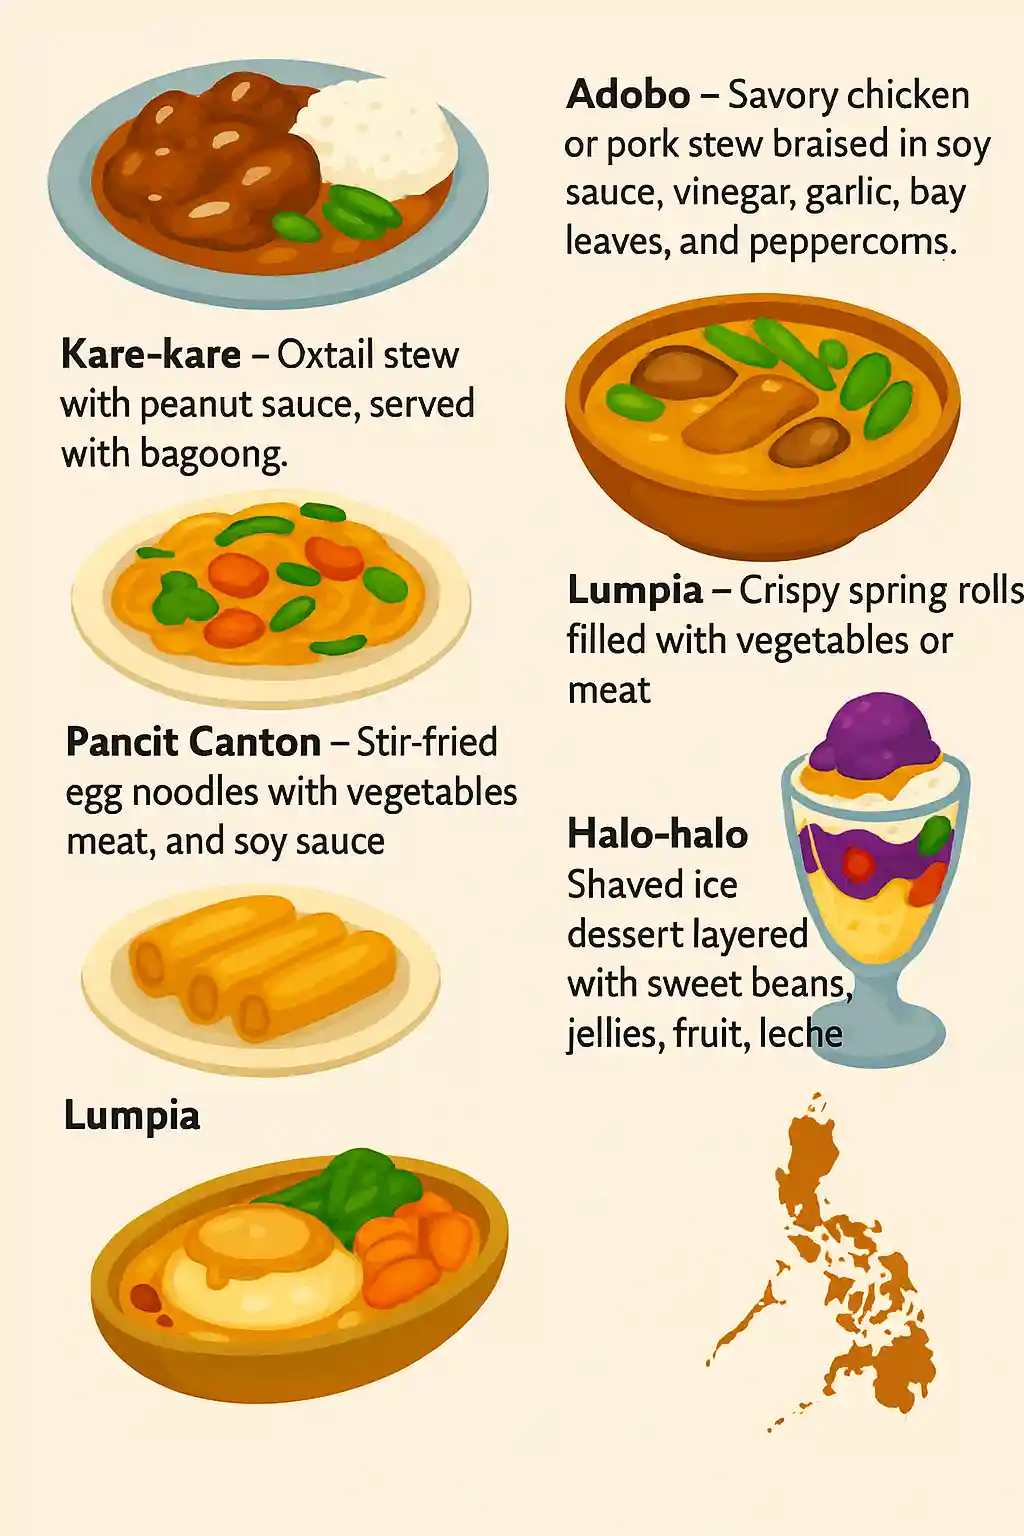 Adobo – Savory chicken
or pork stew braised in soy
sauce, vinegar, garlic, bay
leaves, and peppercorns.
Kare-kare – Oxtail stew
with peanut sauce, served
with bagoong.
Lumpia – Crispy spring rolls
filled with vegetables or
meat
Pancit Canton – Stir-fried
egg noodles with vegetables
meat, and soy sauce
Halo-halo
Shaved ice
dessert layered
with sweet beans,
jellies, fruit, leche
Lumpia